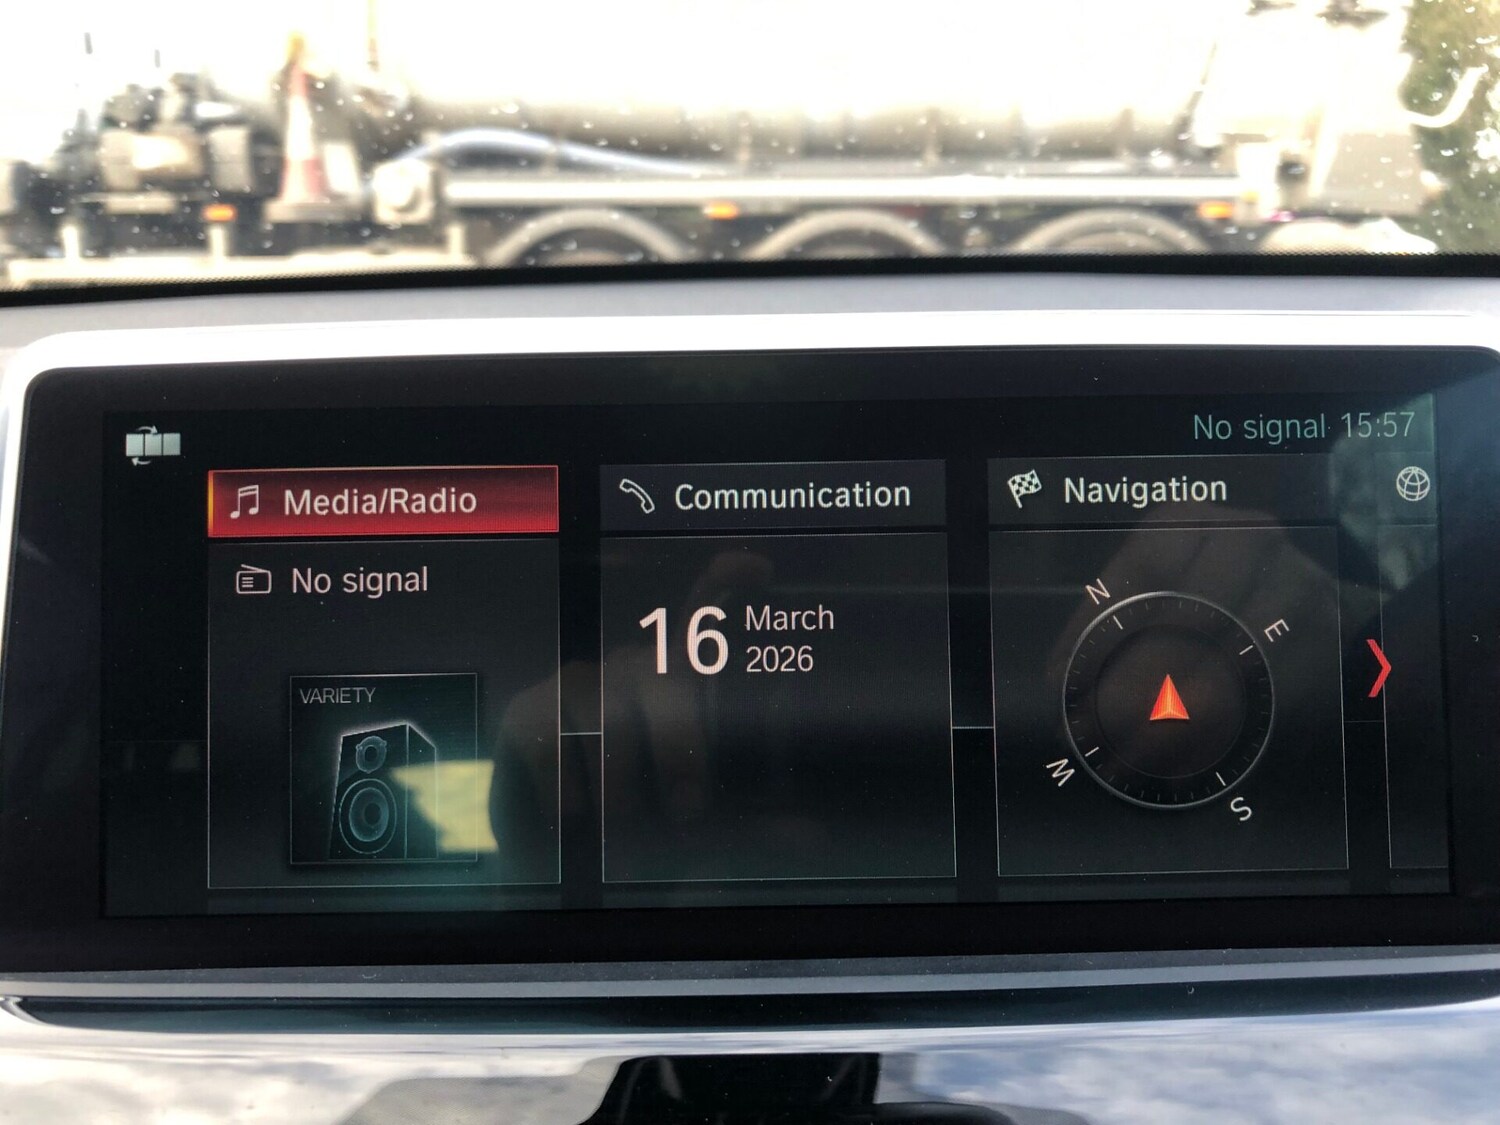 No signal 15:57
Media/Radio
Communication
Navigation
No signal
VARIETY
16
March
2026
N
E
W
S